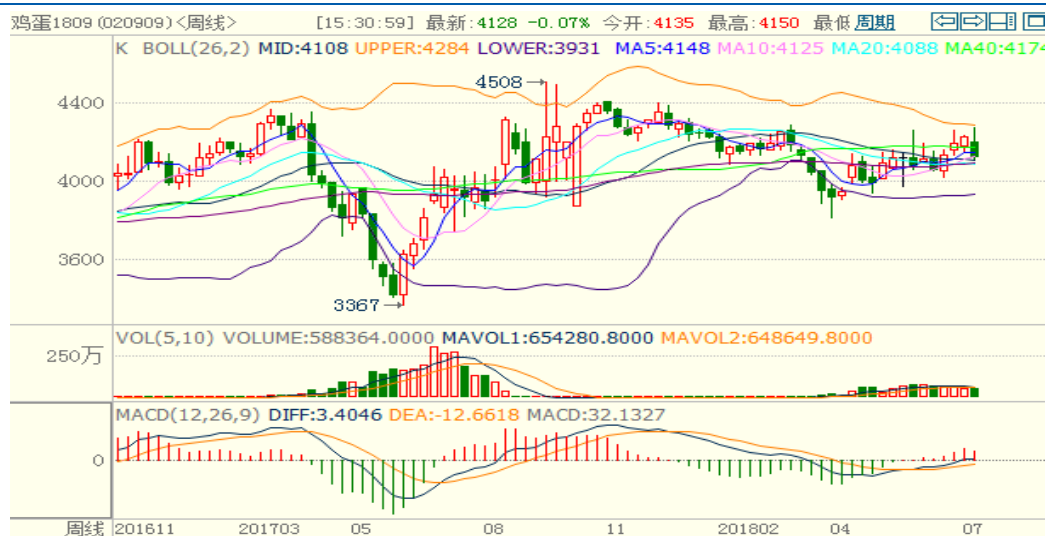 鸡蛋1809 (020909) <周线> [15:30:59] 最新:4128 -0.07% 今开:4135 最高:4150 最低 周期
K BOLL(26,2) MID:4108 UPPER:4284 LOWER:3931 MA5:4148 MA10:4125 MA20:4088 MA40:4174
4508
4400
4000
3600
3367
VOL(5,10) VOLUME:588364.0000 MAVOL1:654280.8000 MAVOL2:648649.8000
250万
MACD(12,26,9) DIFF:3.4046 DEA:-12.6618 MACD:32.1327
0
周线 201611 201703 05 08 11 201802 04 07